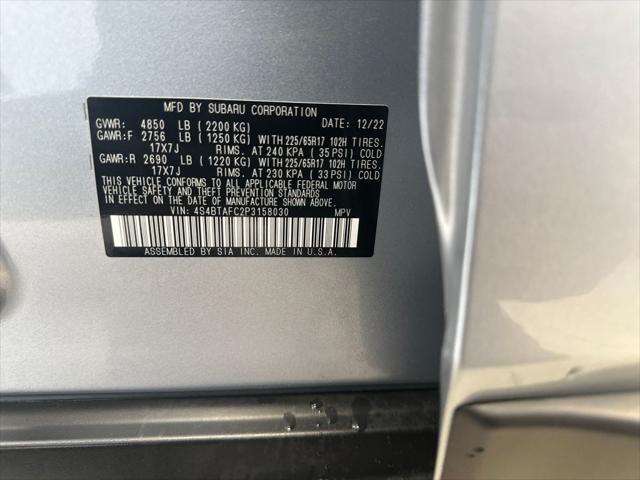 MFD BY SUBARU CORPORATION
GVWR: 4850 LB (2200 KG) DATE: 12/22
GAWR:F 2756 LB (1250 KG) WITH 225/65R17 102H TIRES.
17X7J RIMS. AT 240 KPA (35 PSI) COLD
GAWR:R 2690 LB (1220 KG) WITH 225/65R17 102H TIRES.
17X7J RIMS. AT 230 KPA (33 PSI) COLD
THIS VEHICLE CONFORMS TO ALL APPLICABLE FEDERAL MOTOR
VEHICLE SAFETY AND THEFT PREVENTION STANDARDS
IN EFFECT ON THE DATE OF MANUFACTURE SHOWN ABOVE.
VIN: 4S4BTAFC2P3158030 MPV
ASSEMBLED BY SIA INC. MADE IN U.S.A.